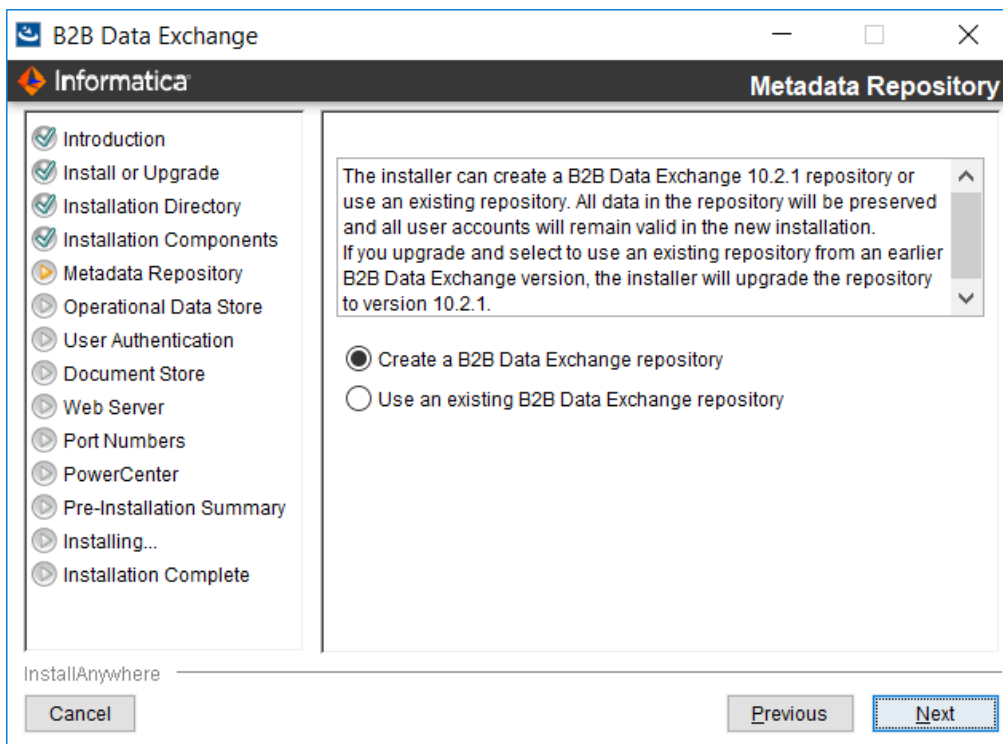 B2B Data Exchange
Informatica
Metadata Repository
Introduction
Install or Upgrade
Installation Directory
Installation Components
Metadata Repository
Operational Data Store
User Authentication
Document Store
Web Server
Port Numbers
PowerCenter
Pre-Installation Summary
Installing...
Installation Complete
The installer can create a B2B Data Exchange 10.2.1 repository or
use an existing repository. All data in the repository will be preserved
and all user accounts will remain valid in the new installation.
If you upgrade and select to use an existing repository from an earlier
B2B Data Exchange version, the installer will upgrade the repository
to version 10.2.1.
Create a B2B Data Exchange repository
Use an existing B2B Data Exchange repository
InstallAnywhere
Cancel
Previous
Next